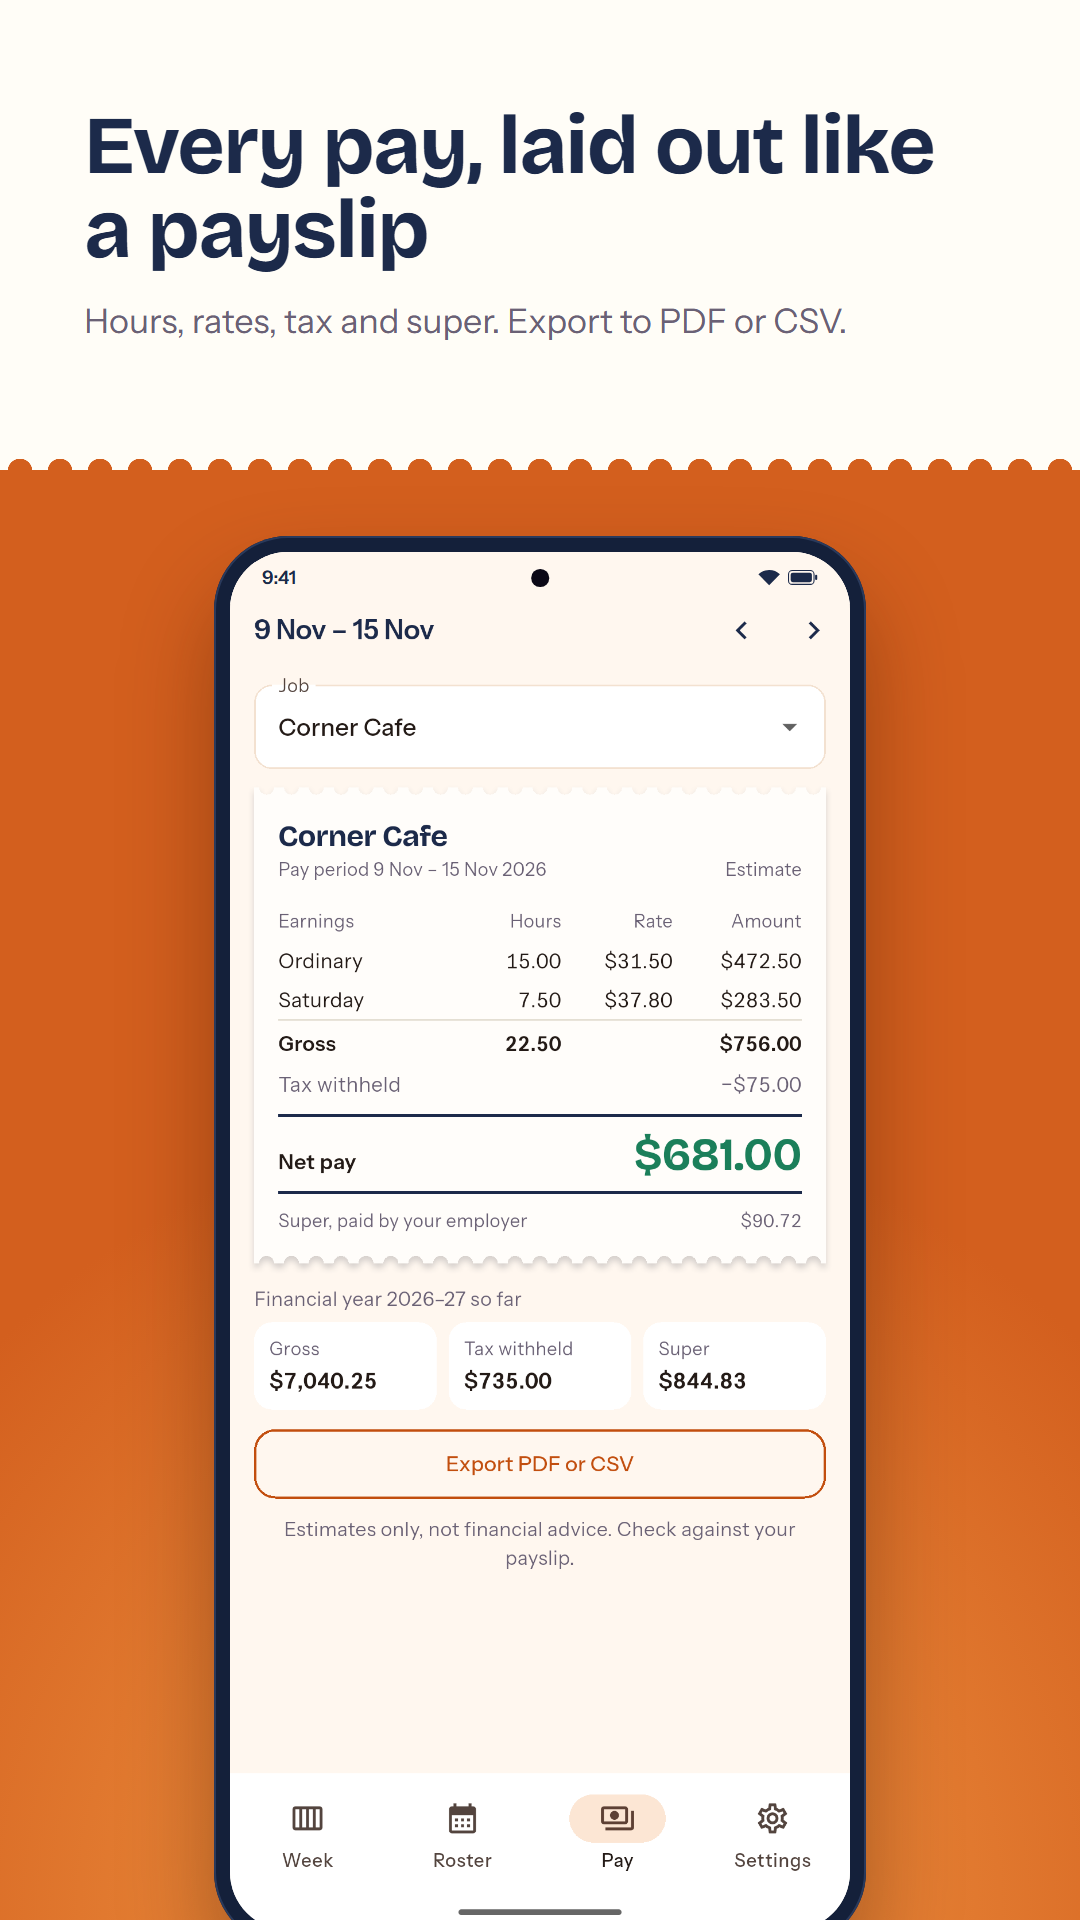 Every pay, laid out like
a payslip
Hours, rates, tax and super. Export to PDF or CSV.
9:41
9 Nov – 15 Nov
Job
Corner Cafe
Corner Cafe
Pay period 9 Nov – 15 Nov 2026 Estimate
Earnings Hours Rate Amount
Ordinary 15.00 $31.50 $472.50
Saturday 7.50 $37.80 $283.50
Gross 22.50 $756.00
Tax withheld −$75.00
Net pay $681.00
Super, paid by your employer $90.72
Financial year 2026–27 so far
Gross Tax withheld Super
$7,040.25 $735.00 $844.83
Export PDF or CSV
Estimates only, not financial advice. Check against your
payslip.
Week Roster Pay Settings